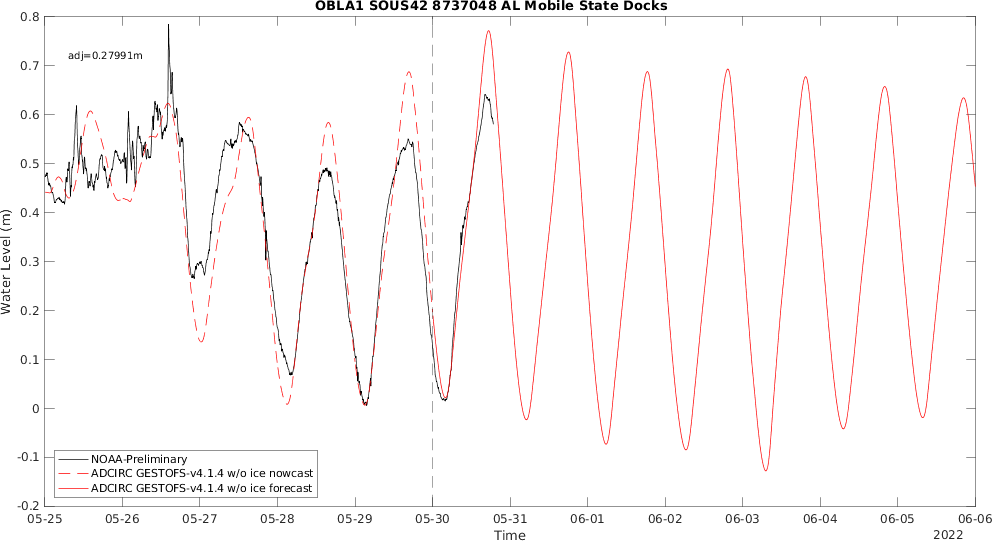 OBLA1 SOUS42 8737048 AL Mobile State Docks
adj=0.27991m
Water Level (m)
0.8
0.7
0.6
0.5
0.4
0.3
0.2
0.1
0
-0.1
-0.2
NOAA-Preliminary
ADCIRC GESTOFS-v4.1.4 w/o ice nowcast
ADCIRC GESTOFS-v4.1.4 w/o ice forecast
05-25 05-26 05-27 05-28 05-29 05-30 05-31 06-01 06-02 06-03 06-04 06-05 06-06
Time
2022